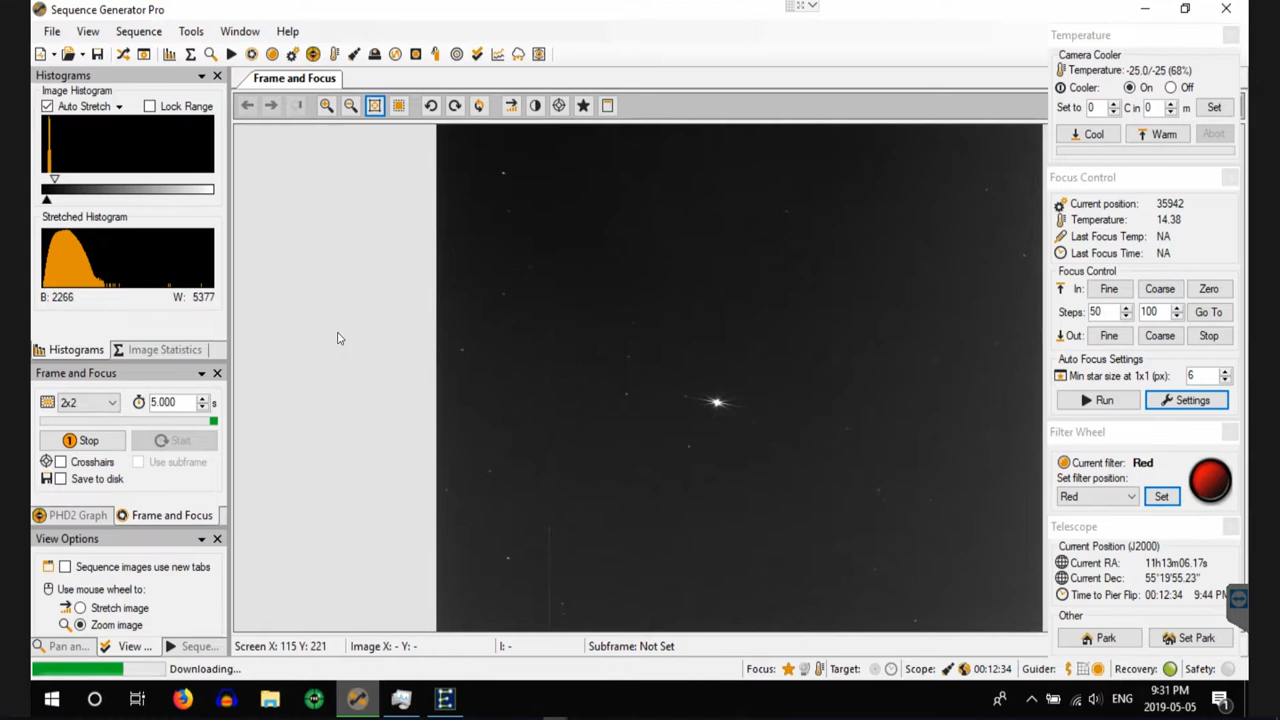 Sequence Generator Pro
File View Sequence Tools Window Help
Histograms
Image Histogram
Auto Stretch Lock Range
Stretched Histogram
B: 2266 W: 5377
Histograms Image Statistics
Frame and Focus
2x2 5.000 s
Stop Start
Crosshairs Use subframe
Save to disk
PHD2 Graph Frame and Focus
View Options
Sequence images use new tabs
Use mouse wheel to:
Stretch image
Zoom image
Pan an... View ... Seque...
Frame and Focus
Screen X: 115 Y: 221 Image X: - Y: - I: - Subframe: Not Set
Temperature
Camera Cooler
Temperature: -25.0/-25 (68%)
Cooler: On Off
Set to 0 C in 0 m Set
Cool Warm Abort
Focus Control
Current position: 35942
Temperature: 14.38
Last Focus Temp: NA
Last Focus Time: NA
Focus Control
In: Fine Coarse Zero
Steps: 50 100 Go To
Out: Fine Coarse Stop
Auto Focus Settings
Min star size at 1x1 (px): 6
Run Settings
Filter Wheel
Current filter: Red
Set filter position:
Red Set
Telescope
Current Position (J2000)
Current RA: 11h13m06.17s
Current Dec: 55°19'55.23"
Time to Pier Flip: 00:12:34 9:44 PM
Other
Park Set Park
Downloading... Focus: Target: Scope: 00:12:34 Guider: Recovery: Safety:
ENG
9:31 PM
2019-05-05
1